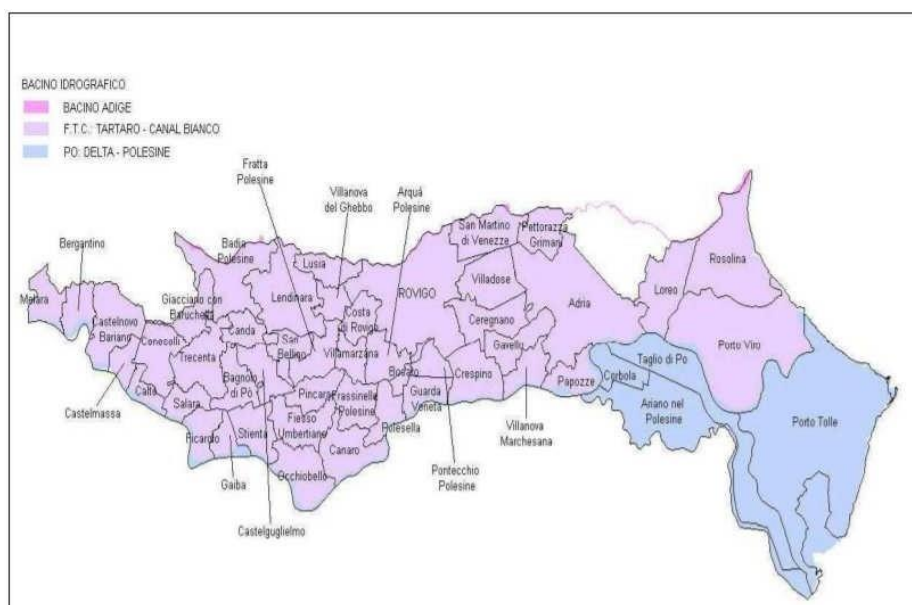 BACINO IDROGRAFICO
BACINO ADIGE
F.T.C.: TARTARO - CANAL BIANCO
PO: DELTA - POLESINE
Fratta
Polesine
Villanova
del Ghebbo
Arquá
Polesine
Bergantino
Badia
Polesine
San Martino
di Venezze
Pettorazza
Grimani
Lusia
Rosolina
Melara
Giacciano con
Baruchella
Lendinara
ROVIGO
Villadose
Adria
Loreo
Castelnovo
Bariano
Ceneselli
Canda
Costa
di Rovigo
Ceregnano
Trecenta
San
Bellino
Villamarzana
Gavello
Porto Viro
Taglio di Po
Calto
Bagnolo
di Pò
Bosaro
Crespino
Papozze
Corbola
Castelmassa
Salara
Pincara
Frassinelle
Polesine
Guarda
Veneta
Ariano nel
Polesine
Porto Tolle
Ficarolo
Stienta
Fiesso
Umbertiano
Polesella
Villanova
Marchesana
Canaro
Gaiba
Occhiobello
Pontecchio
Polesine
Castelguglielmo